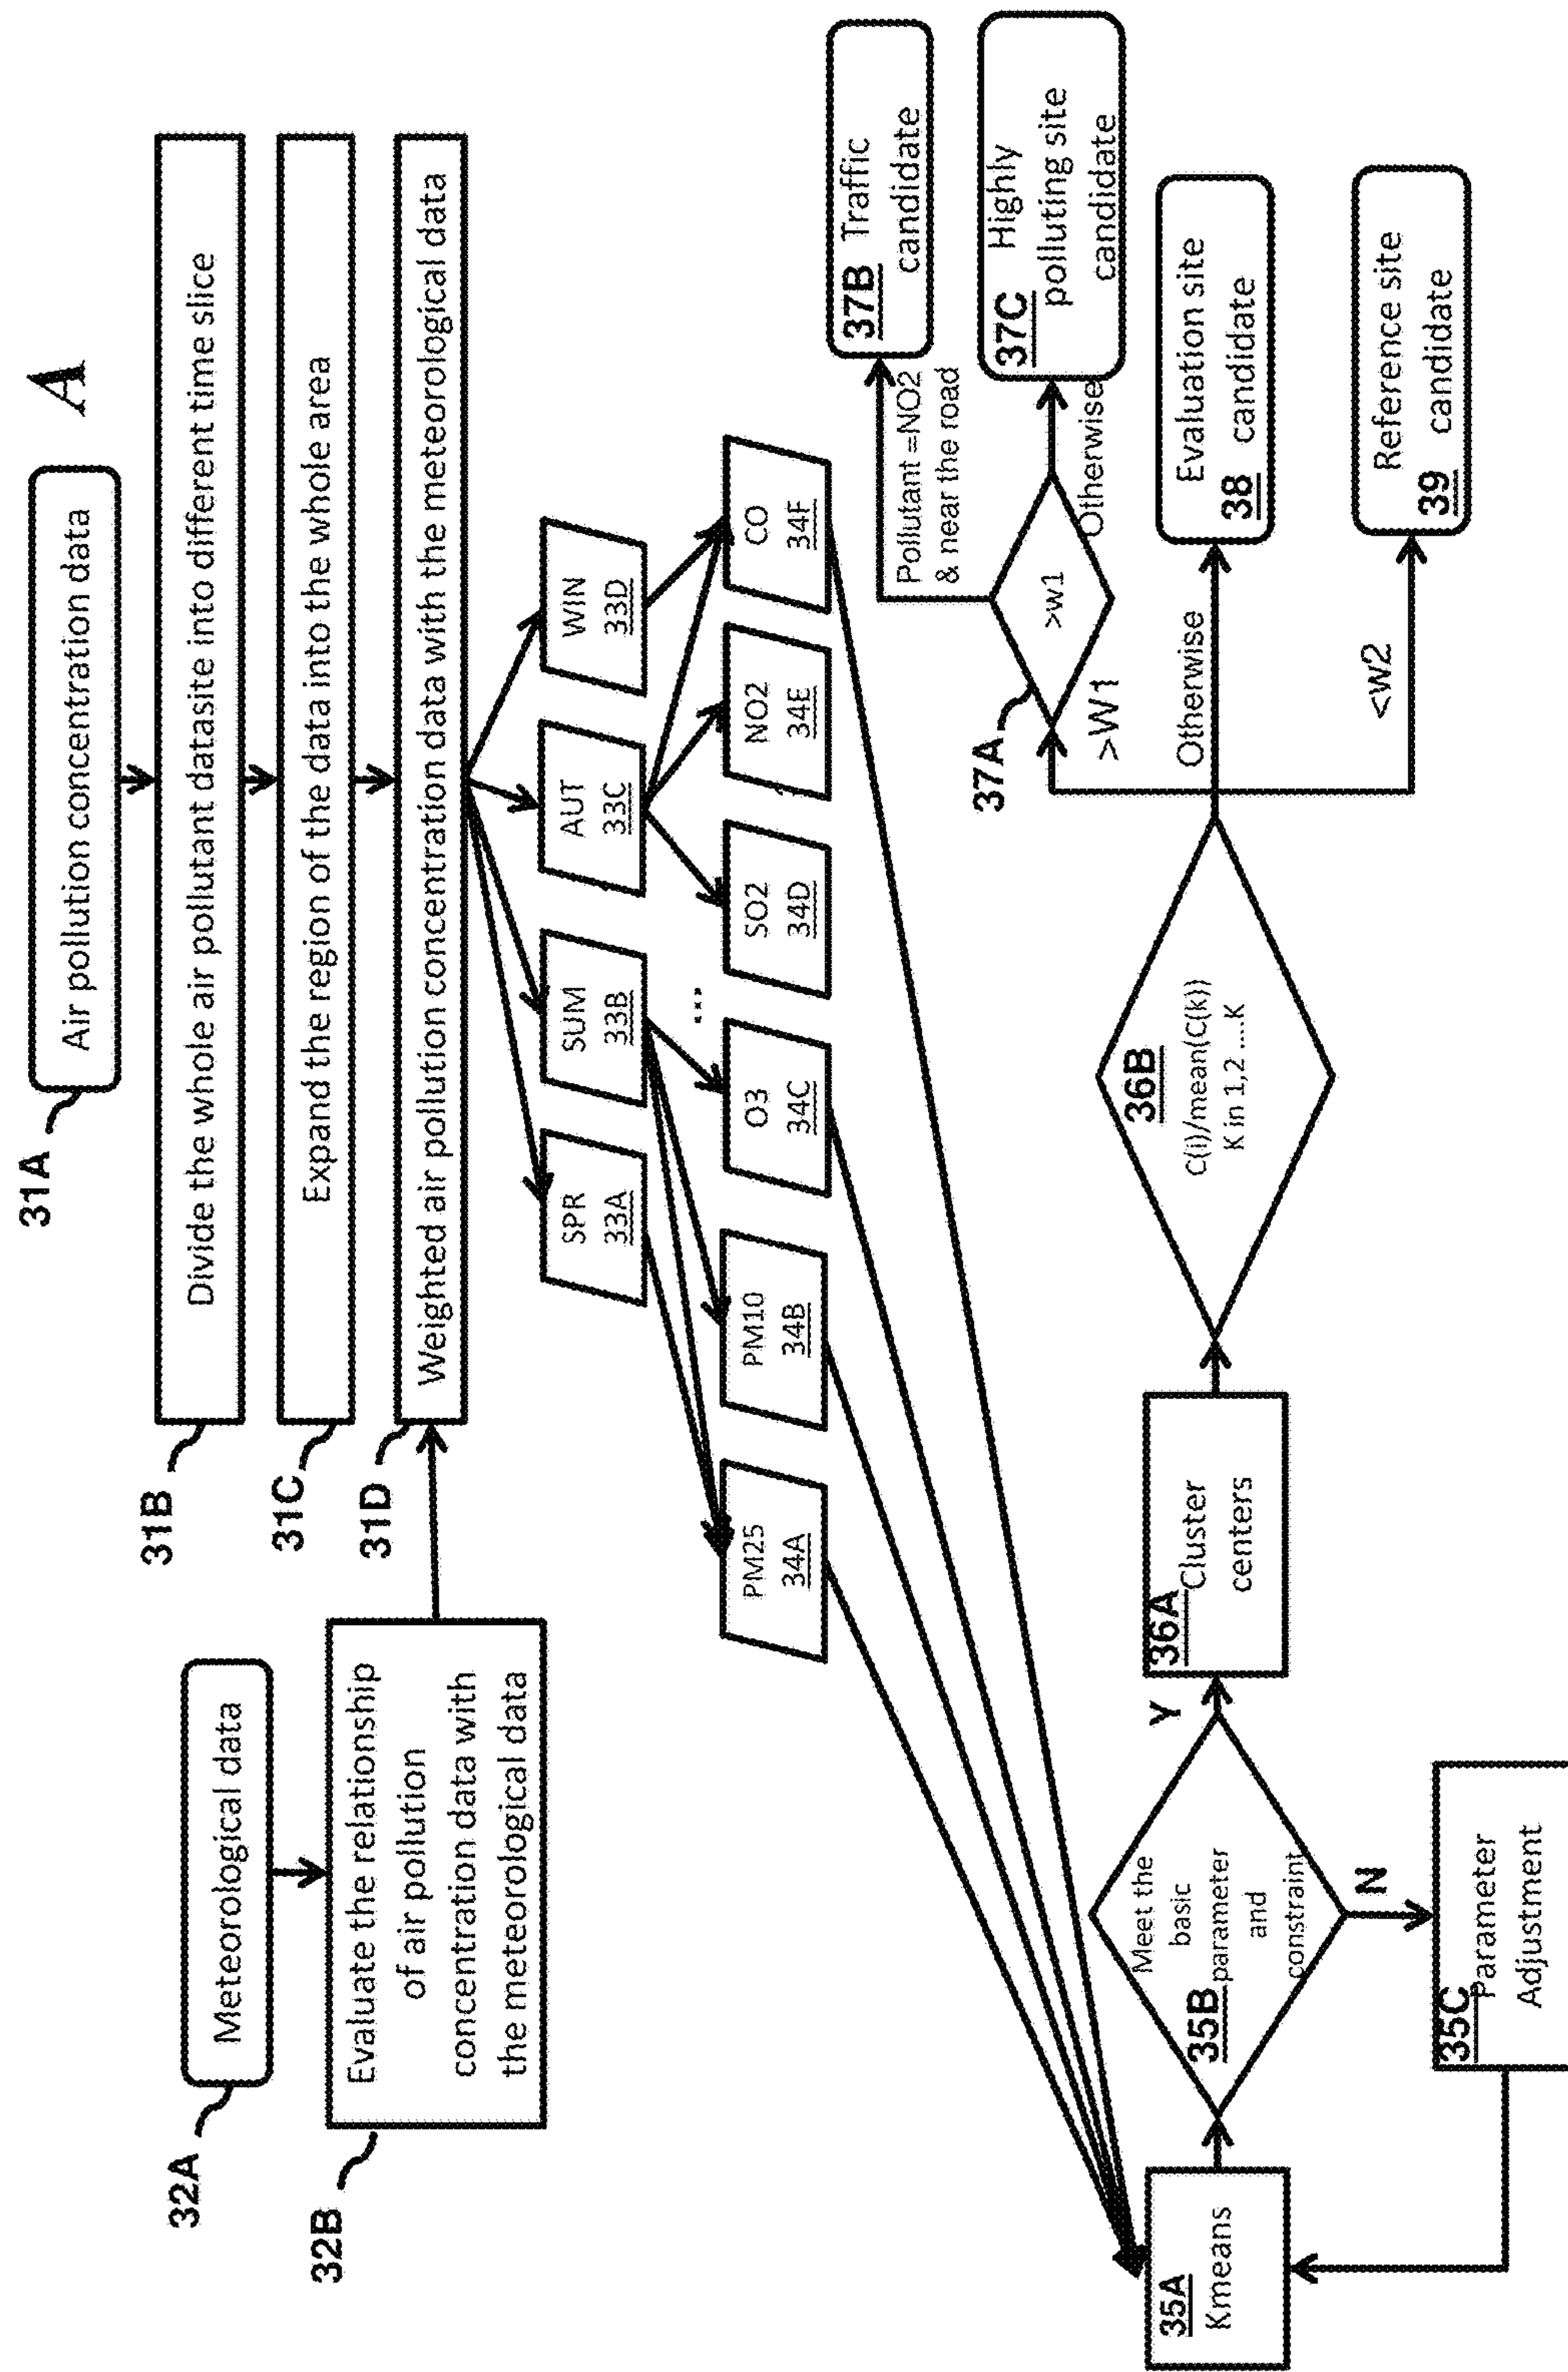 A
31A
Air pollution concentration data
31B
Divide the whole air pollutant datasite into different time slice
31C
Expand the region of the data into the whole area
31D
Weighted air pollution concentration data with the meteorological data
32A
Meteorological data
32B
Evaluate the relationship
of air pollution
concentration data with
the meteorological data
SPR
33A
SUM
33B
AUT
33C
WIN
33D
...
PM25
34A
PM10
34B
O3
34C
SO2
34D
NO2
34E
CO
34F
35A
Kmeans
Meet the
basic
35B parameter
and
constraint
Y
N
35C Parameter
Adjustment
36A Cluster
centers
36B
C(i)/mean(C(k))
K in 1,2 ....K
37A
>W1
Otherwise
<w2
>w1
Pollutant =NO2
& near the road
Otherwise
37B Traffic
candidate
37C Highly
polluting site
candidate
Evaluation site
38 candidate
Reference site
39 candidate